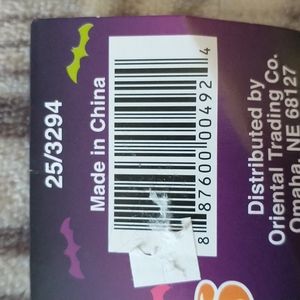 25/3294
Made in China
8 87600 00492 4
Distributed by
Oriental Trading Co.
Omaha, NE 68127